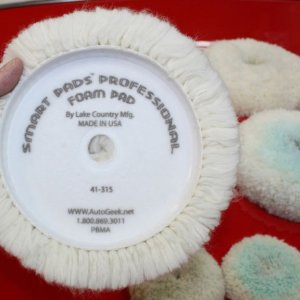 SMART PADS™ PROFESSIONAL
FOAM PAD
By Lake Country Mfg.
MADE IN USA
41-315
WWW.AutoGeek.net
1.800.869.3011
PBMA